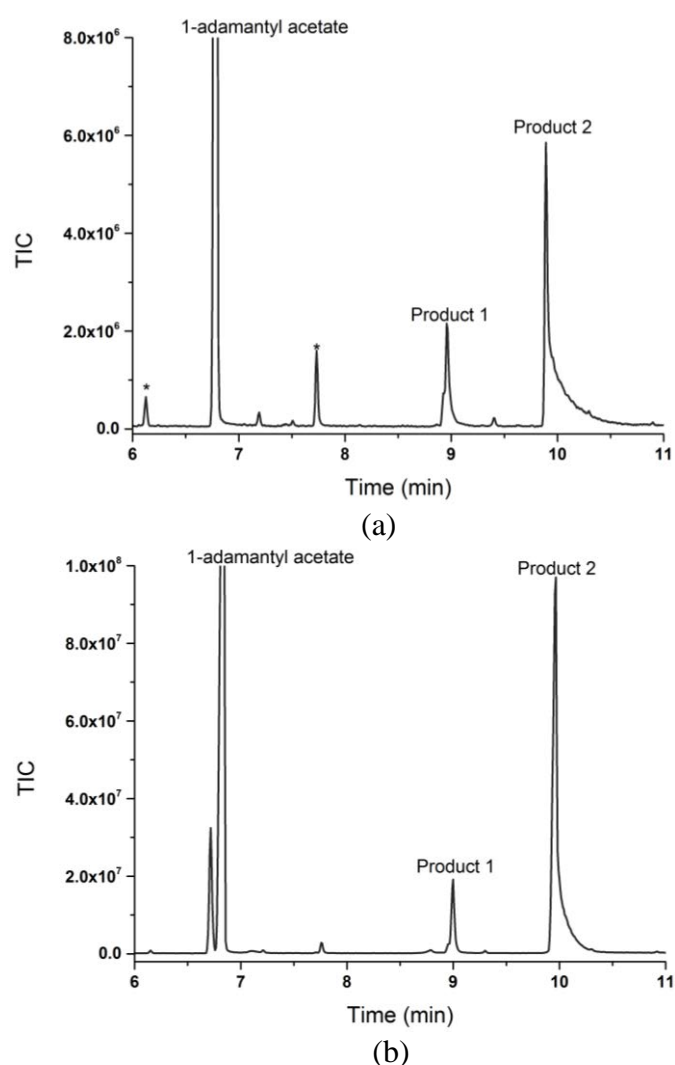 1-adamantyl acetate
8.0x10⁶
6.0x10⁶
4.0x10⁶
2.0x10⁶
0.0
TIC
Product 2
Product 1
*
*
6 7 8 9 10 11
Time (min)
(a)
1-adamantyl acetate
1.0x10⁸
8.0x10⁷
6.0x10⁷
4.0x10⁷
2.0x10⁷
0.0
TIC
Product 2
Product 1
6 7 8 9 10 11
Time (min)
(b)